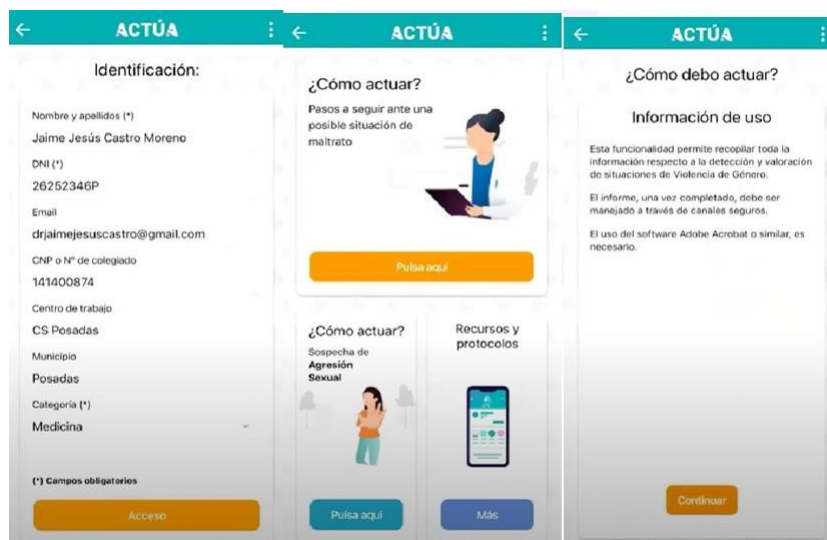 ACTÚA
Identificación:
Nombre y apellidos (*)
Jaime Jesús Castro Moreno
DNI (*)
26252346P
Email
drjaimejesuscastro@gmail.com
CNP o Nº de colegiado
141400874
Centro de trabajo
CS Posadas
Municipio
Posadas
Categoría (*)
Medicina
(*) Campos obligatorios
Acceso
ACTÚA
¿Cómo actuar?
Pasos a seguir ante una
posible situación de
maltrato
Pulsa aquí
¿Cómo actuar?
Sospecha de
Agresión
Sexual
Pulsa aquí
Recursos y
protocolos
Más
ACTÚA
¿Cómo debo actuar?
Información de uso
Esta funcionalidad permite recopilar toda la
información respecto a la detección y valoración
de situaciones de Violencia de Género.
El informe, una vez completado, debe ser
manejado a través de canales seguros.
El uso del software Adobe Acrobat o similar, es
necesario.
Continuar